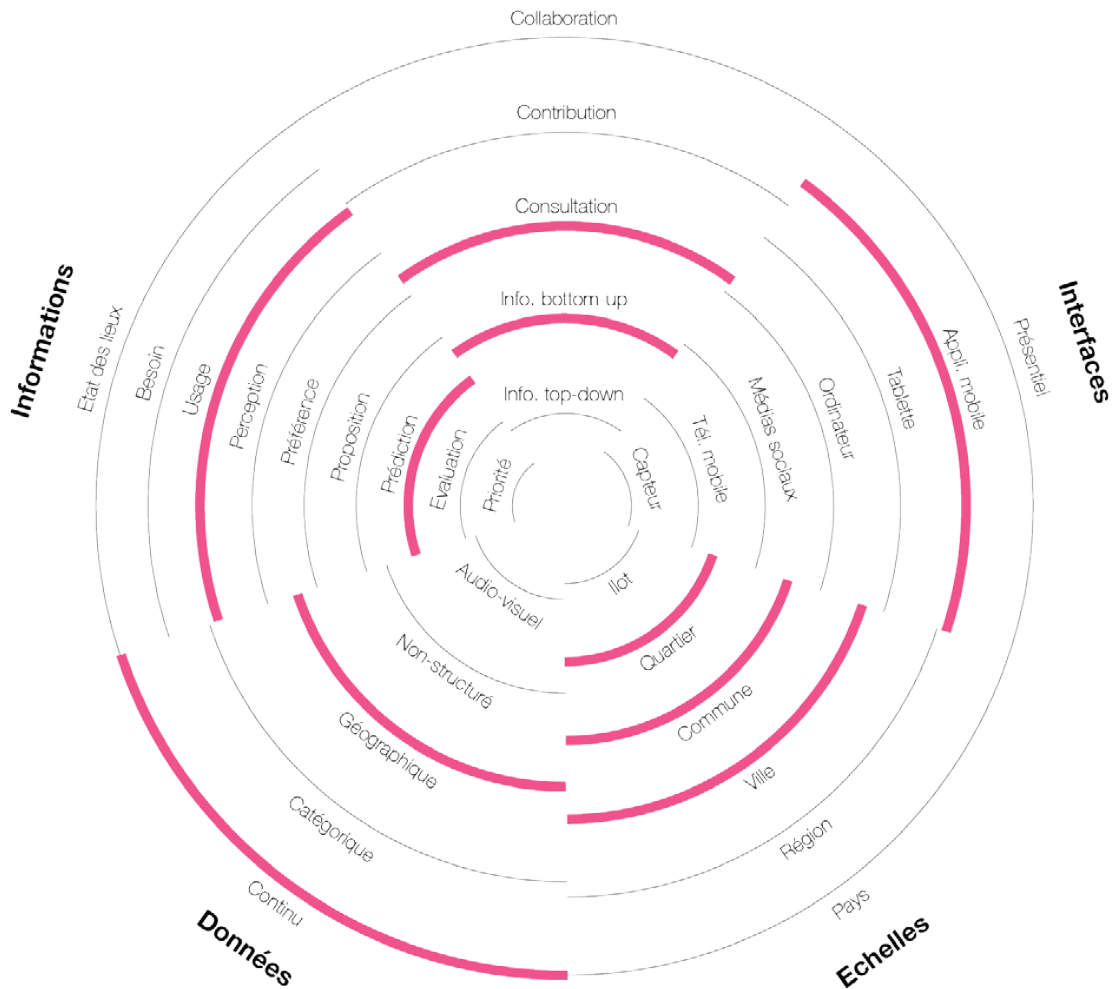 Collaboration
Contribution
Consultation
Info. bottom up
Info. top-down
Informations
Etat des lieux
Besoin
Usage
Perception
Préférence
Proposition
Prédiction
Evaluation
Priorité
Interfaces
Présentiel
Appli. mobile
Tablette
Ordinateur
Médias sociaux
Tél. mobile
Capteur
Données
Audio-visuel
Non-structuré
Géographique
Catégorique
Continu
Echelles
Ilot
Quartier
Commune
Ville
Région
Pays